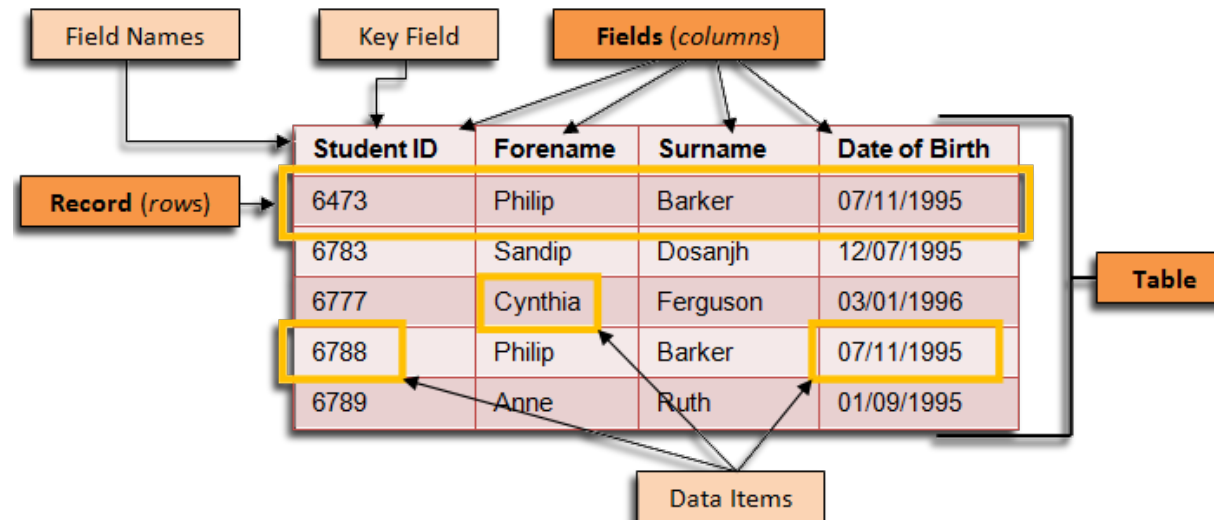 Field Names
Key Field
Fields (columns)
Student ID Forename Surname Date of Birth
Record (rows)
6473 Philip Barker 07/11/1995
6783 Sandip Dosanjh 12/07/1995
Table
6777 Cynthia Ferguson 03/01/1996
6788 Philip Barker 07/11/1995
6789 Anne Ruth 01/09/1995
Data Items